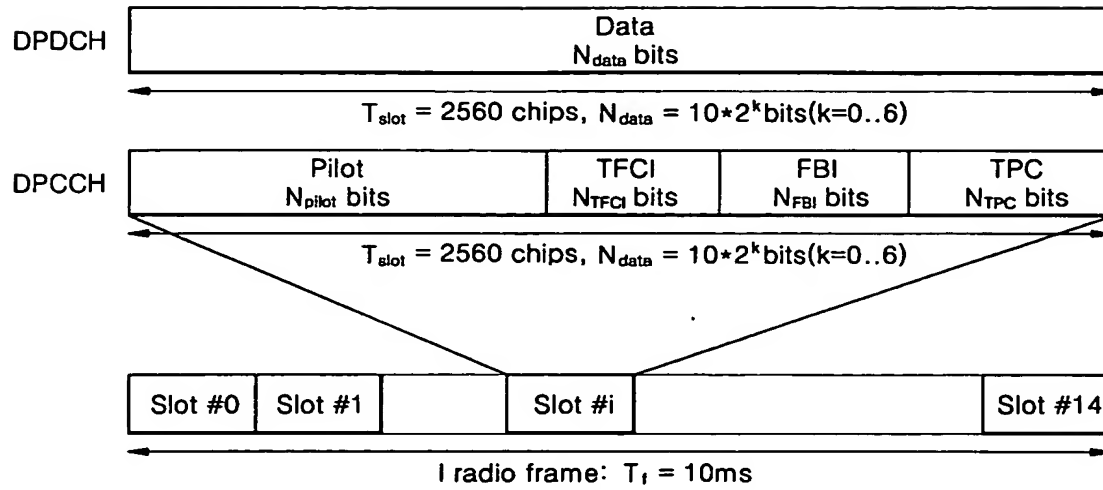 DPDCH
Data
N_data bits
T_slot = 2560 chips, N_data = 10*2^k bits(k=0..6)
DPCCH
Pilot TFCI FBI TPC
N_pilot bits N_TFCI bits N_FBI bits N_TPC bits
T_slot = 2560 chips, N_data = 10*2^k bits(k=0..6)
Slot #0 Slot #1 Slot #i Slot #14
I radio frame: T_f = 10ms